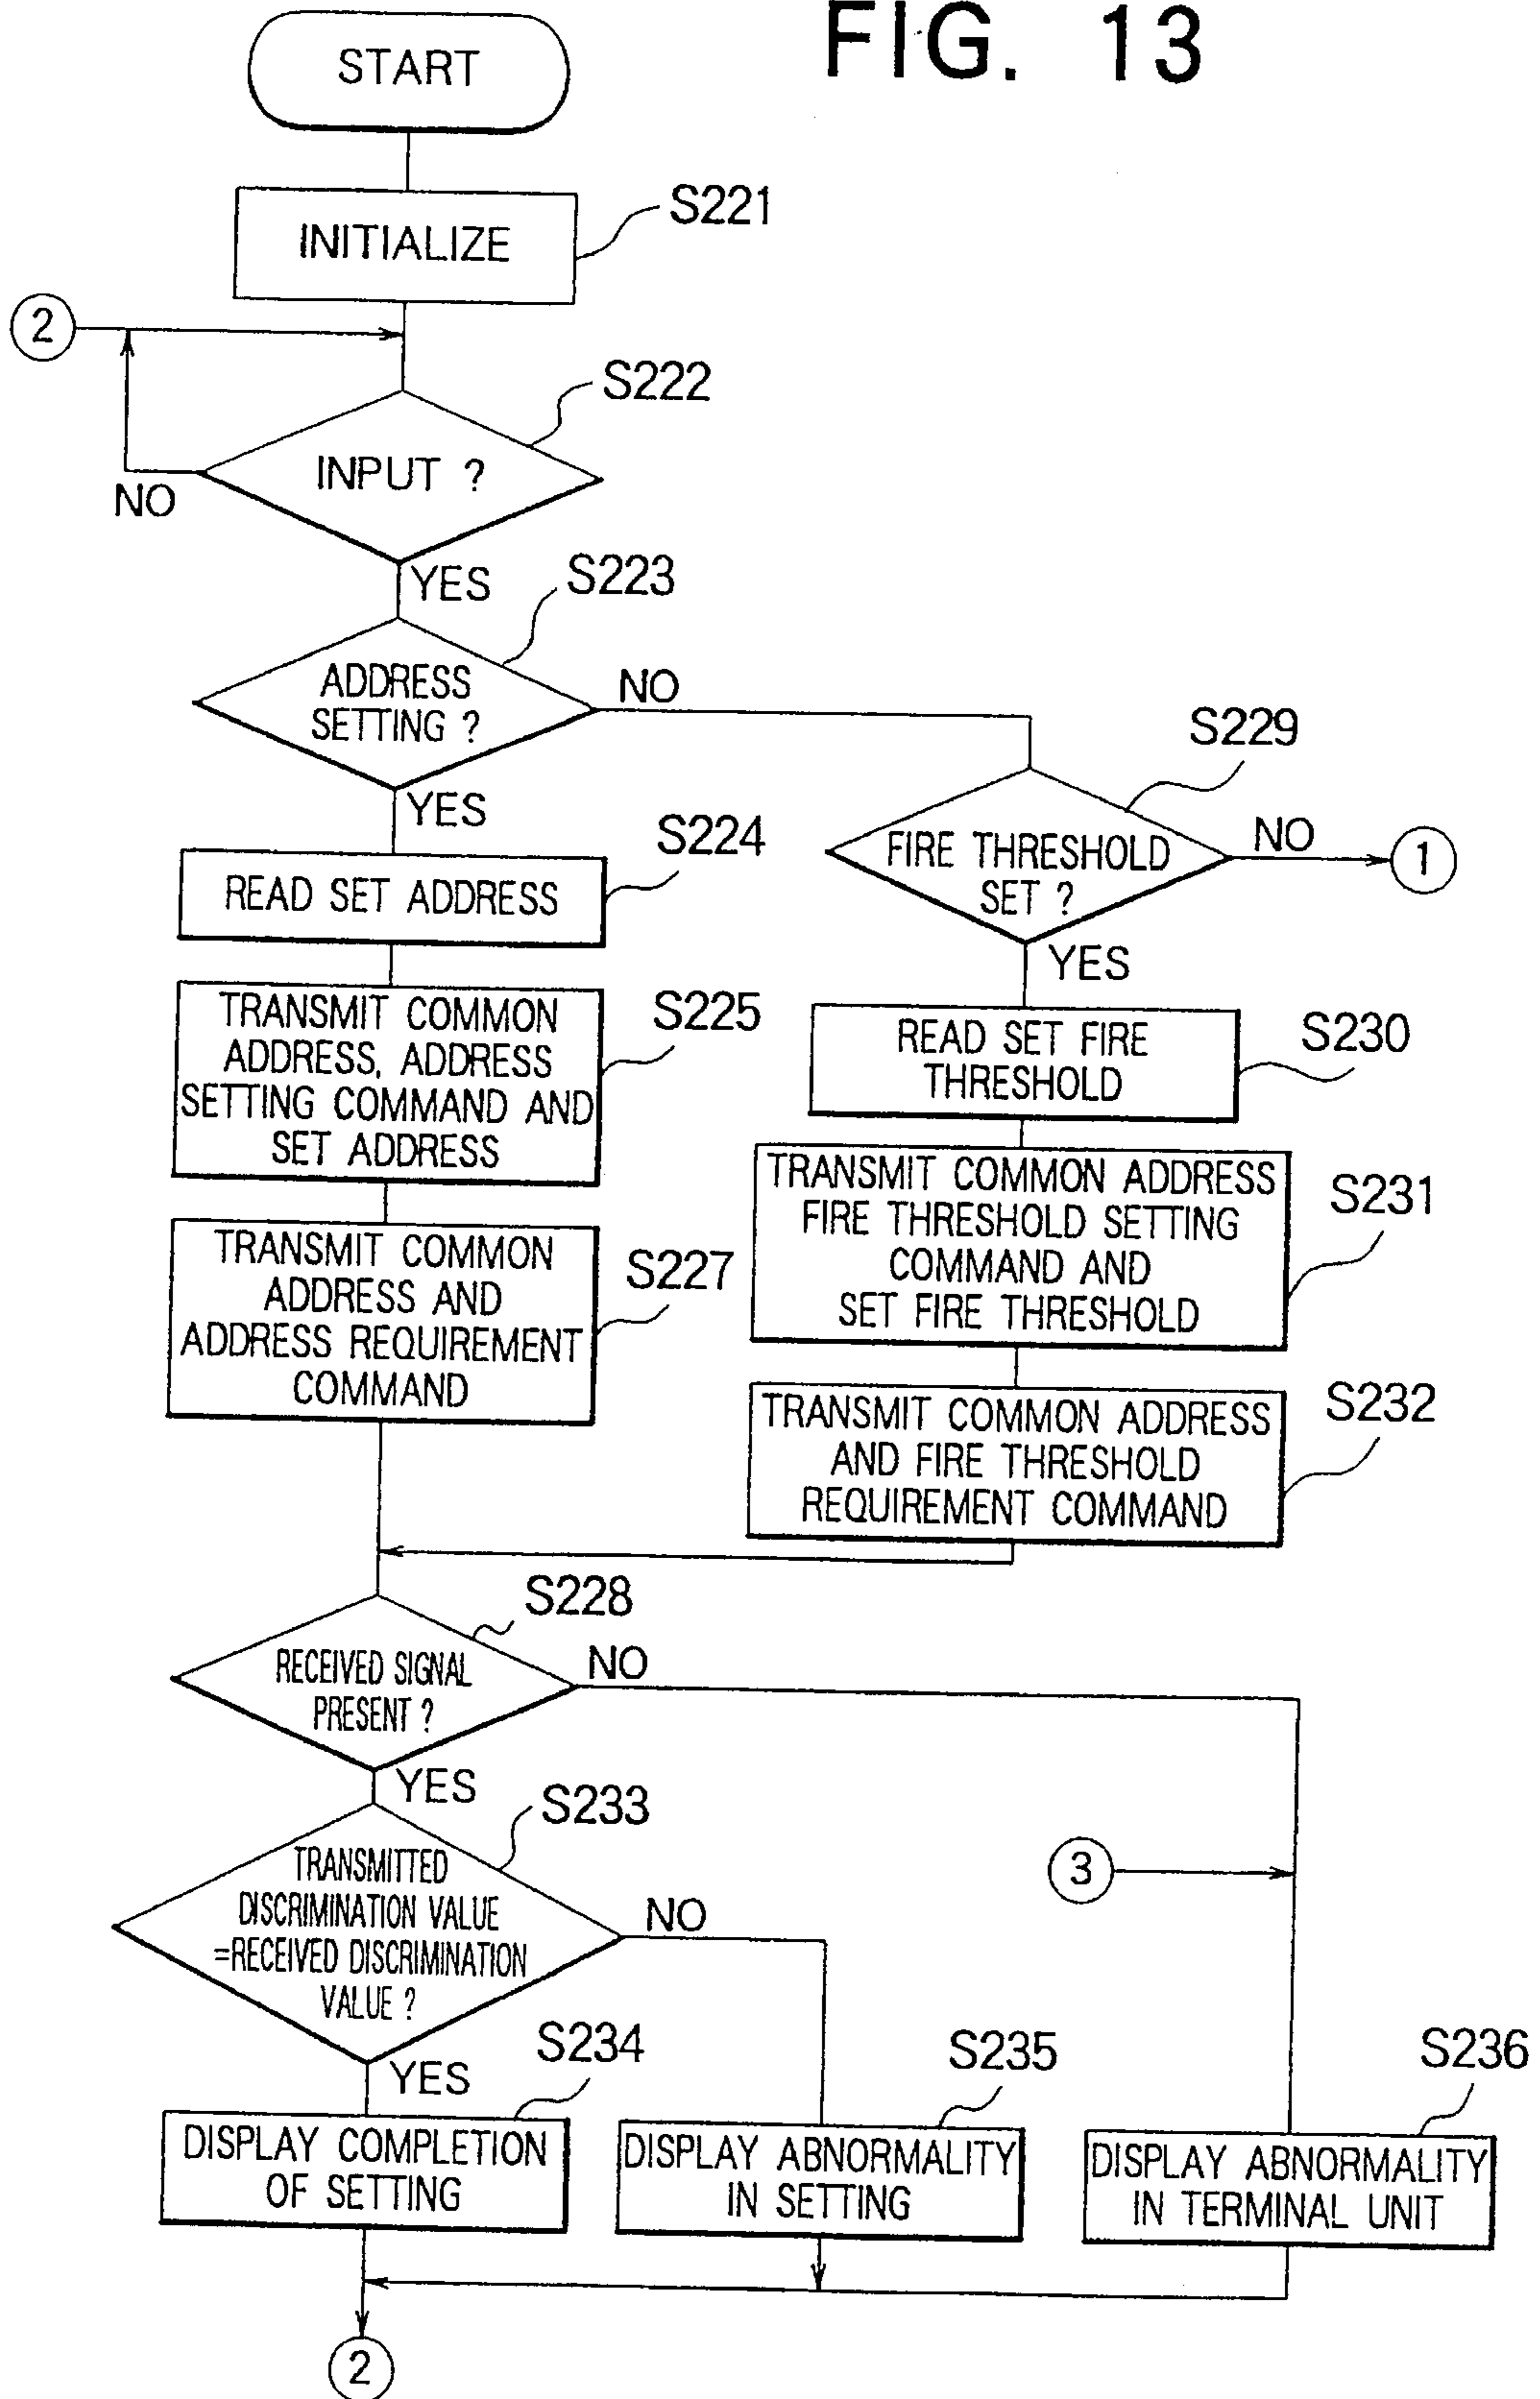 FIG. 13
START
INITIALIZE
S221
2
S222
INPUT ?
NO
YES
S223
ADDRESS
SETTING ?
NO
YES
S229
FIRE THRESHOLD
SET ?
NO
1
YES
S224
READ SET ADDRESS
S225
TRANSMIT COMMON
ADDRESS, ADDRESS
SETTING COMMAND AND
SET ADDRESS
S230
READ SET FIRE
THRESHOLD
S227
TRANSMIT COMMON
ADDRESS AND
ADDRESS REQUIREMENT
COMMAND
S231
TRANSMIT COMMON ADDRESS
FIRE THRESHOLD SETTING
COMMAND AND
SET FIRE THRESHOLD
S232
TRANSMIT COMMON ADDRESS
AND FIRE THRESHOLD
REQUIREMENT COMMAND
S228
RECEIVED SIGNAL
PRESENT ?
NO
YES
S233
TRANSMITTED
DISCRIMINATION VALUE
=RECEIVED DISCRIMINATION
VALUE ?
NO
3
YES
S234
DISPLAY COMPLETION
OF SETTING
S235
DISPLAY ABNORMALITY
IN SETTING
S236
DISPLAY ABNORMALITY
IN TERMINAL UNIT
2